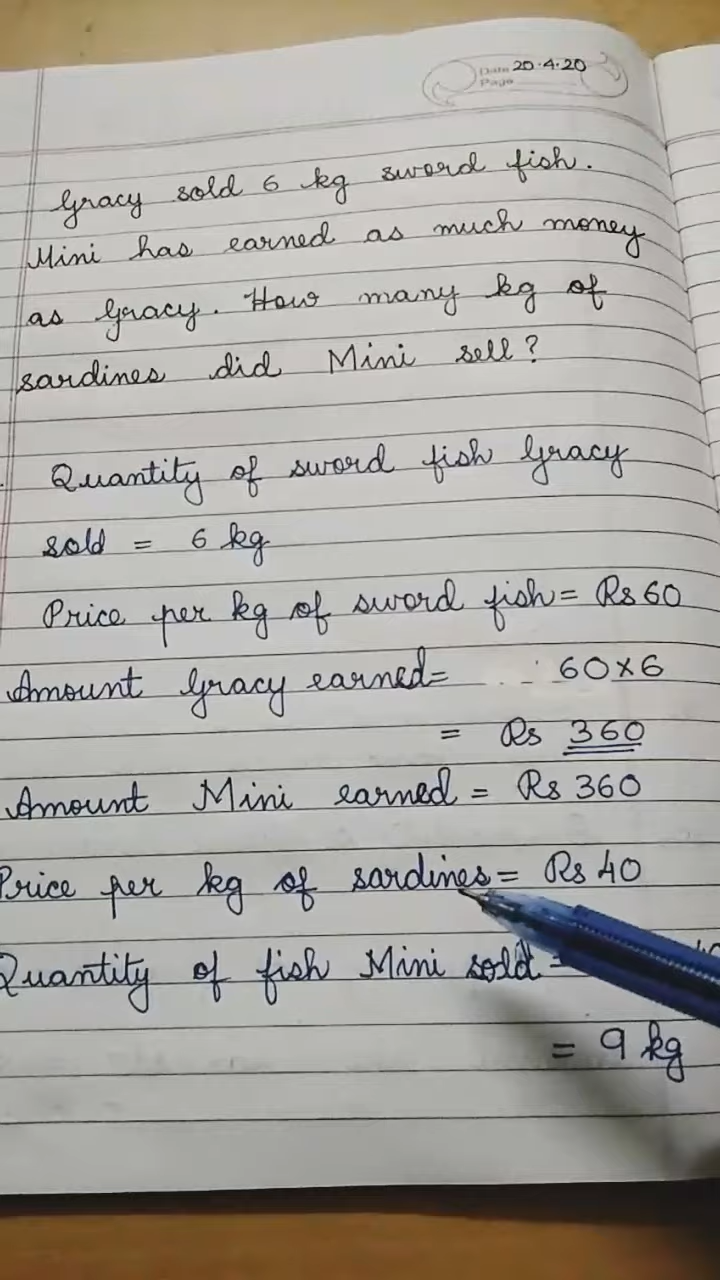 Date 20.4.20
Page
Gracy sold 6 kg sword fish.
Mini has earned as much money
as Gracy. How many kg of
sardines did Mini sell?
Quantity of sword fish Gracy
sold = 6 kg
Price per kg of sword fish = Rs 60
Amount Gracy earned = 60×6
= Rs 360
Amount Mini earned = Rs 360
Price per kg of sardines = Rs 40
Quantity of fish Mini sold =
= 9 kg